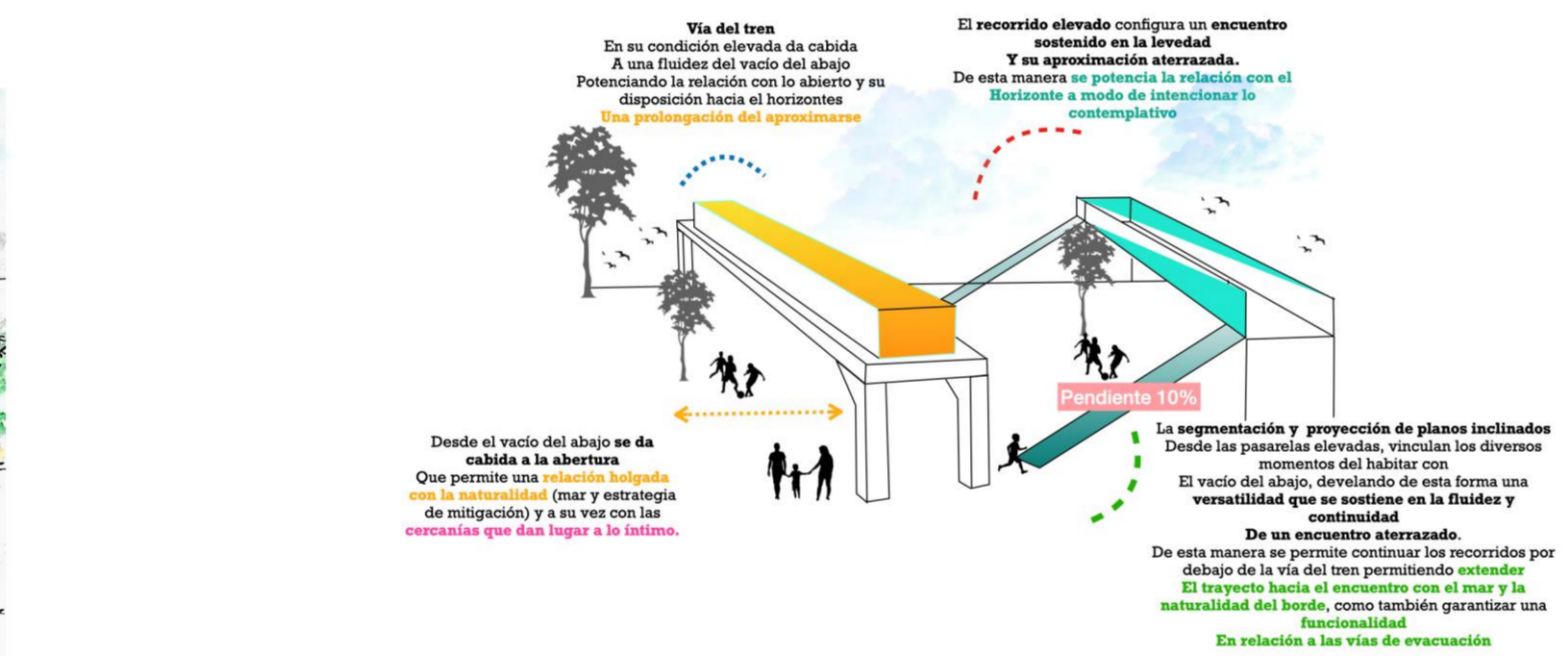 Vía del tren
En su condición elevada da cabida
A una fluidez del vacío del abajo
Potenciando la relación con lo abierto y su
disposición hacia el horizontes
Una prolongación del aproximarse
El recorrido elevado configura un encuentro
sostenido en la levedad
Y su aproximación aterrazada.
De esta manera se potencia la relación con el
Horizonte a modo de intencionar lo
contemplativo
Pendiente 10%
Desde el vacío del abajo se da
cabida a la abertura
Que permite una relación holgada
con la naturalidad (mar y estrategia
de mitigación) y a su vez con las
cercanías que dan lugar a lo íntimo.
La segmentación y proyección de planos inclinados
Desde las pasarelas elevadas, vinculan los diversos
momentos del habitar con
El vacío del abajo, develando de esta forma una
versatilidad que se sostiene en la fluidez y
continuidad
De un encuentro aterrazado.
De esta manera se permite continuar los recorridos por
debajo de la vía del tren permitiendo extender
El trayecto hacia el encuentro con el mar y la
naturalidad del borde, como también garantizar una
funcionalidad
En relación a las vías de evacuación